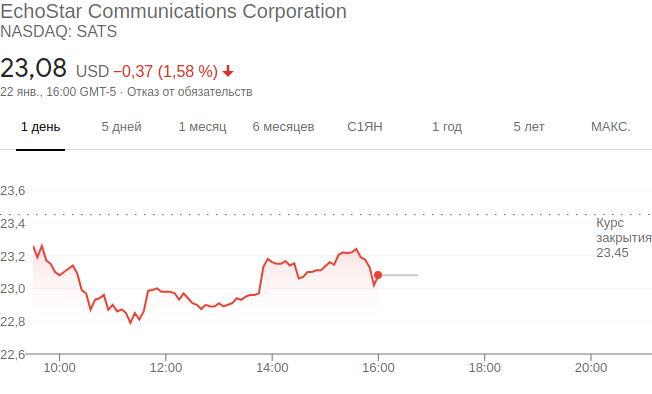 EchoStar Communications Corporation
NASDAQ: SATS
23,08 USD −0,37 (1,58 %)
22 янв., 16:00 GMT-5 · Отказ от обязательств
1 день 5 дней 1 месяц 6 месяцев С1ЯН 1 год 5 лет МАКС.
23,6
23,4
Курс
закрытия
23,45
23,2
23,0
22,8
22,6
10:00 12:00 14:00 16:00 18:00 20:00